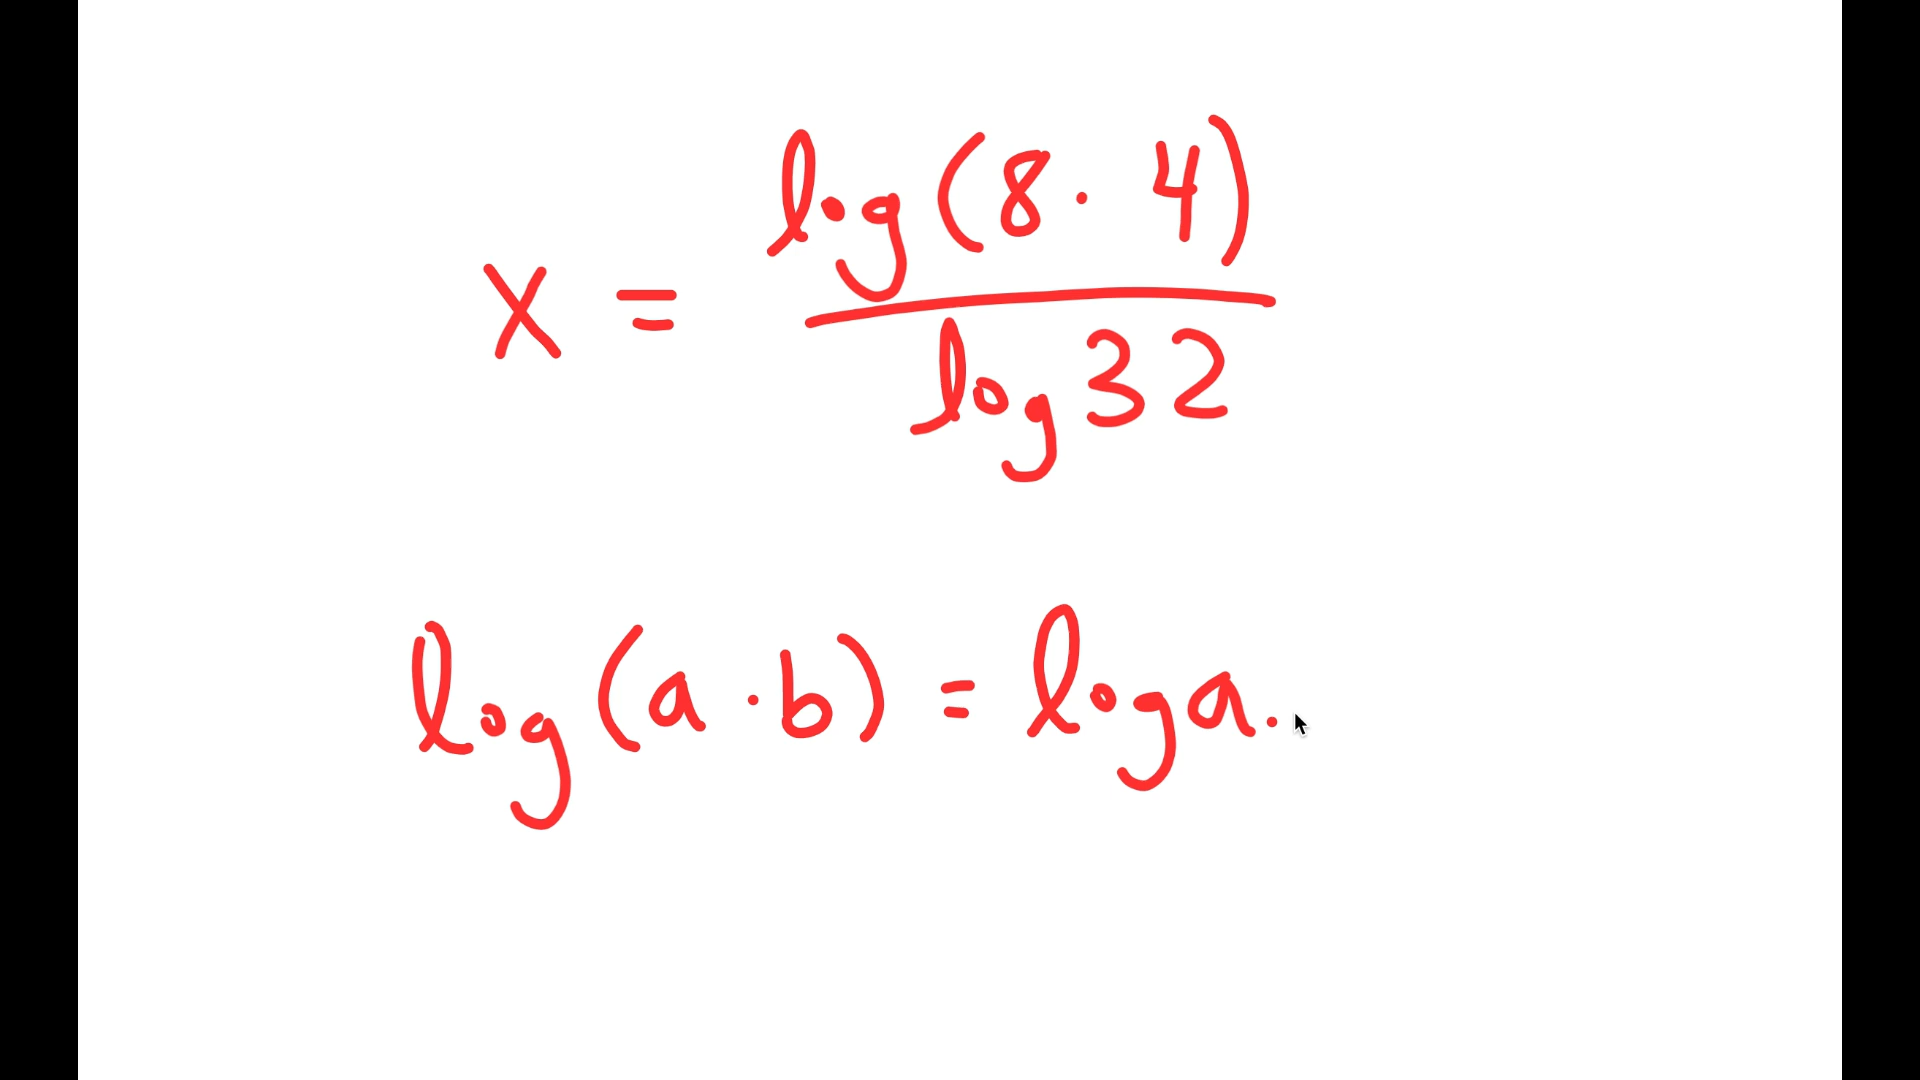 x = log(8 · 4) / log 32
log(a · b) = log a ·